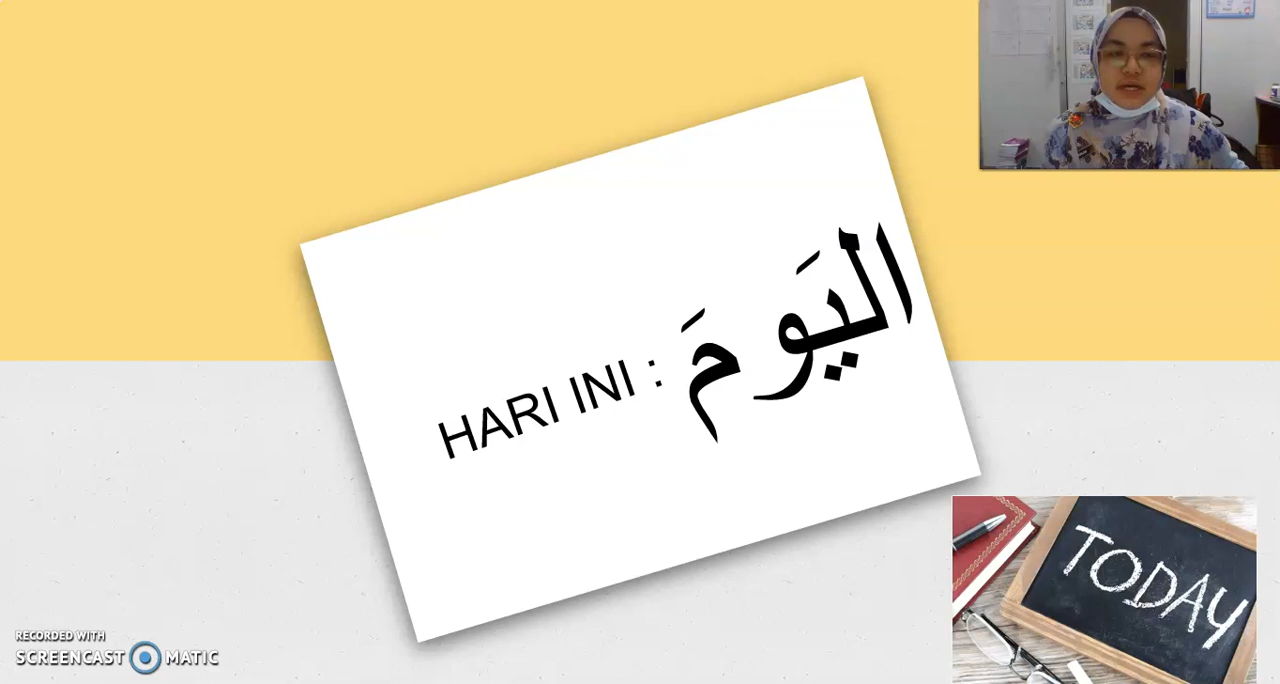 HARI INI : اليَومَ
TODAY
RECORDED WITH
SCREENCAST MATIC